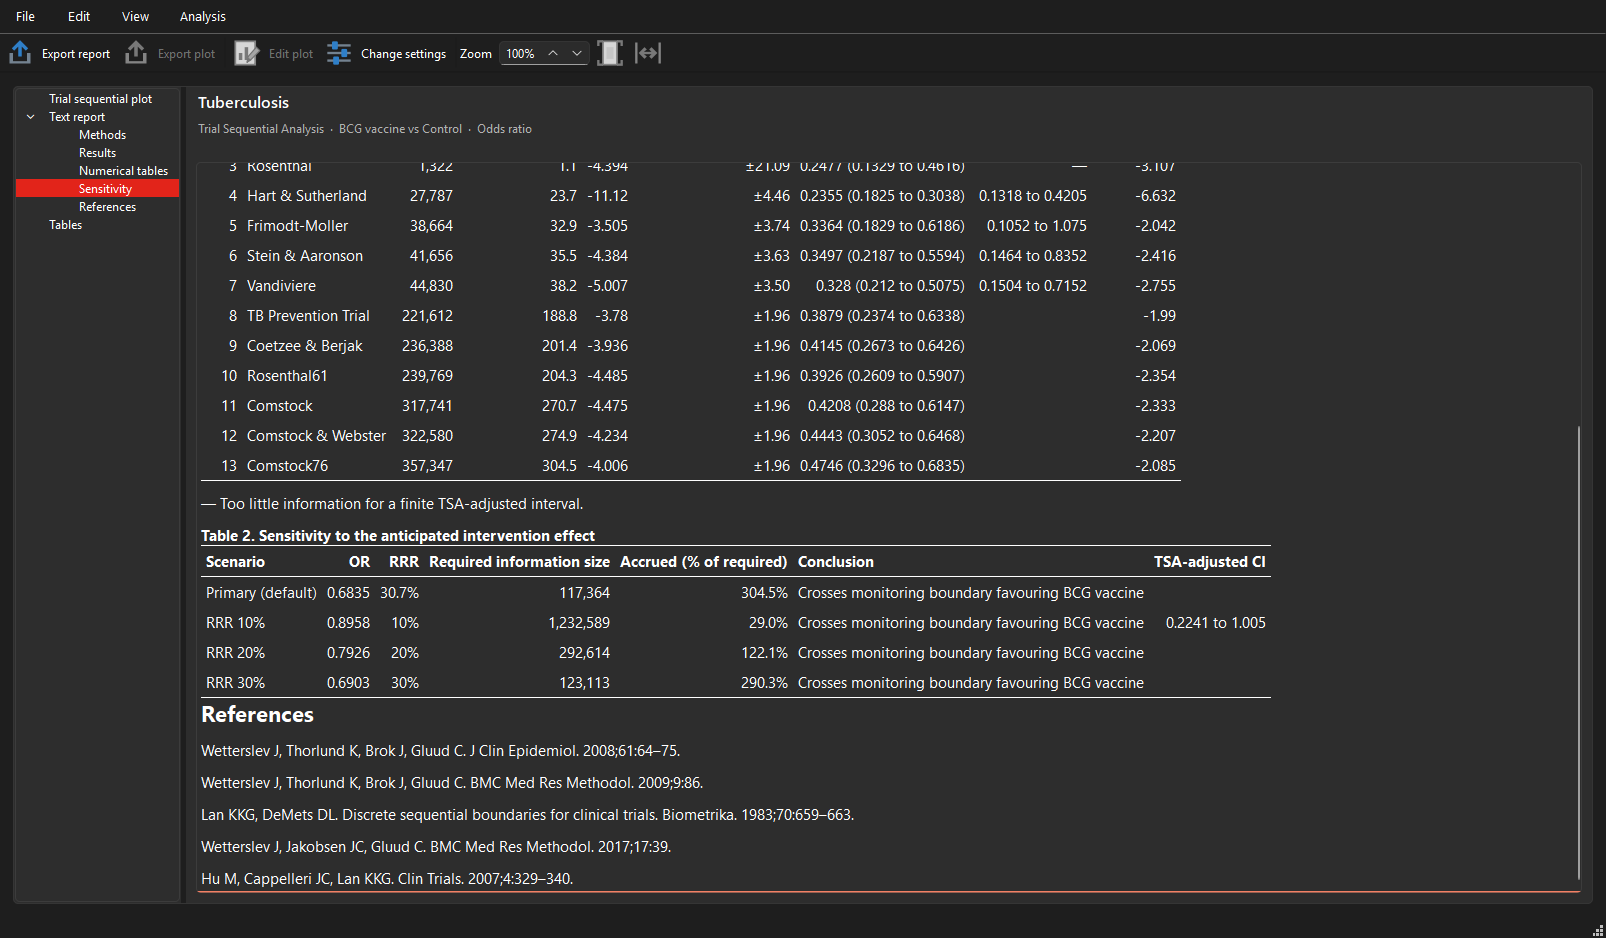 File Edit View Analysis
Export report Export plot Edit plot Change settings Zoom 100%
Trial sequential plot
Text report
Methods
Results
Numerical tables
Sensitivity
References
Tables
Tuberculosis
Trial Sequential Analysis · BCG vaccine vs Control · Odds ratio
3 Rosenthal 1,322 1.1 -4.394 ±21.09 0.2477 (0.1329 to 0.4616) — -3.107
4 Hart & Sutherland 27,787 23.7 -11.12 ±4.46 0.2355 (0.1825 to 0.3038) 0.1318 to 0.4205 -6.632
5 Frimodt-Moller 38,664 32.9 -3.505 ±3.74 0.3364 (0.1829 to 0.6186) 0.1052 to 1.075 -2.042
6 Stein & Aaronson 41,656 35.5 -4.384 ±3.63 0.3497 (0.2187 to 0.5594) 0.1464 to 0.8352 -2.416
7 Vandiviere 44,830 38.2 -5.007 ±3.50 0.328 (0.212 to 0.5075) 0.1504 to 0.7152 -2.755
8 TB Prevention Trial 221,612 188.8 -3.78 ±1.96 0.3879 (0.2374 to 0.6338) -1.99
9 Coetzee & Berjak 236,388 201.4 -3.936 ±1.96 0.4145 (0.2673 to 0.6426) -2.069
10 Rosenthal61 239,769 204.3 -4.485 ±1.96 0.3926 (0.2609 to 0.5907) -2.354
11 Comstock 317,741 270.7 -4.475 ±1.96 0.4208 (0.288 to 0.6147) -2.333
12 Comstock & Webster 322,580 274.9 -4.234 ±1.96 0.4443 (0.3052 to 0.6468) -2.207
13 Comstock76 357,347 304.5 -4.006 ±1.96 0.4746 (0.3296 to 0.6835) -2.085
— Too little information for a finite TSA-adjusted interval.
Table 2. Sensitivity to the anticipated intervention effect
Scenario OR RRR Required information size Accrued (% of required) Conclusion TSA-adjusted CI
Primary (default) 0.6835 30.7% 117,364 304.5% Crosses monitoring boundary favouring BCG vaccine
RRR 10% 0.8958 10% 1,232,589 29.0% Crosses monitoring boundary favouring BCG vaccine 0.2241 to 1.005
RRR 20% 0.7926 20% 292,614 122.1% Crosses monitoring boundary favouring BCG vaccine
RRR 30% 0.6903 30% 123,113 290.3% Crosses monitoring boundary favouring BCG vaccine
References
Wetterslev J, Thorlund K, Brok J, Gluud C. J Clin Epidemiol. 2008;61:64–75.
Wetterslev J, Thorlund K, Brok J, Gluud C. BMC Med Res Methodol. 2009;9:86.
Lan KKG, DeMets DL. Discrete sequential boundaries for clinical trials. Biometrika. 1983;70:659–663.
Wetterslev J, Jakobsen JC, Gluud C. BMC Med Res Methodol. 2017;17:39.
Hu M, Cappelleri JC, Lan KKG. Clin Trials. 2007;4:329–340.